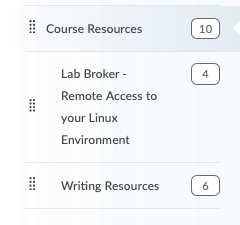 Course Resources 10
Lab Broker - 4
Remote Access to
your Linux
Environment
Writing Resources 6